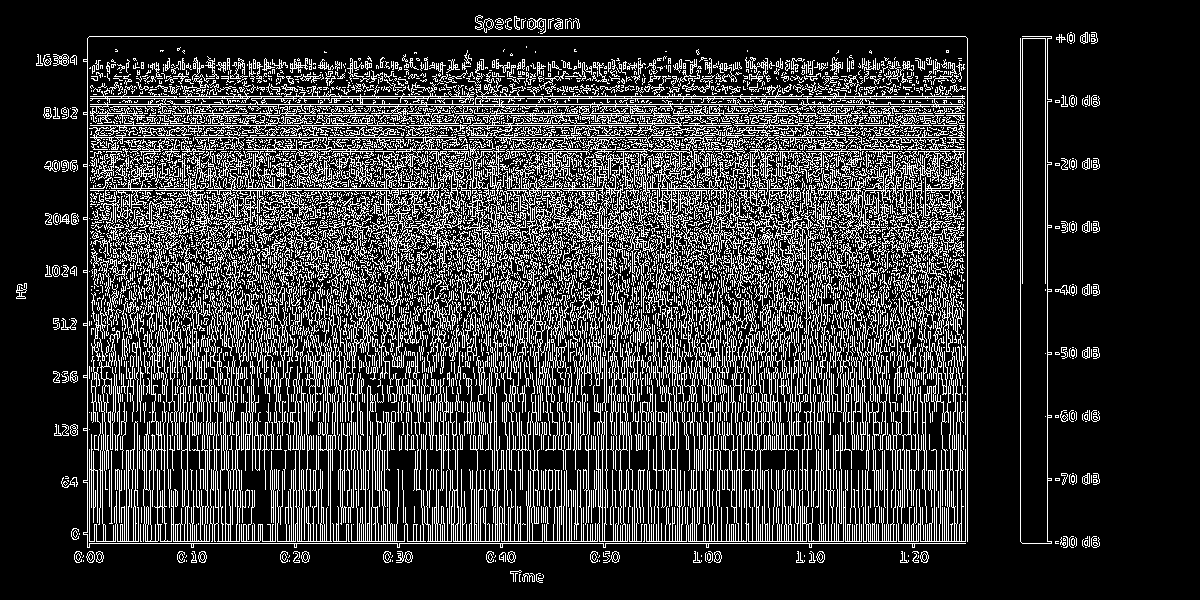 Spectrogram
16384
8192
4096
2048
1024
512
256
128
64
0
Hz
0:00 0:10 0:20 0:30 0:40 0:50 1:00 1:10 1:20
Time
+0 dB
-10 dB
-20 dB
-30 dB
-40 dB
-50 dB
-60 dB
-70 dB
-80 dB